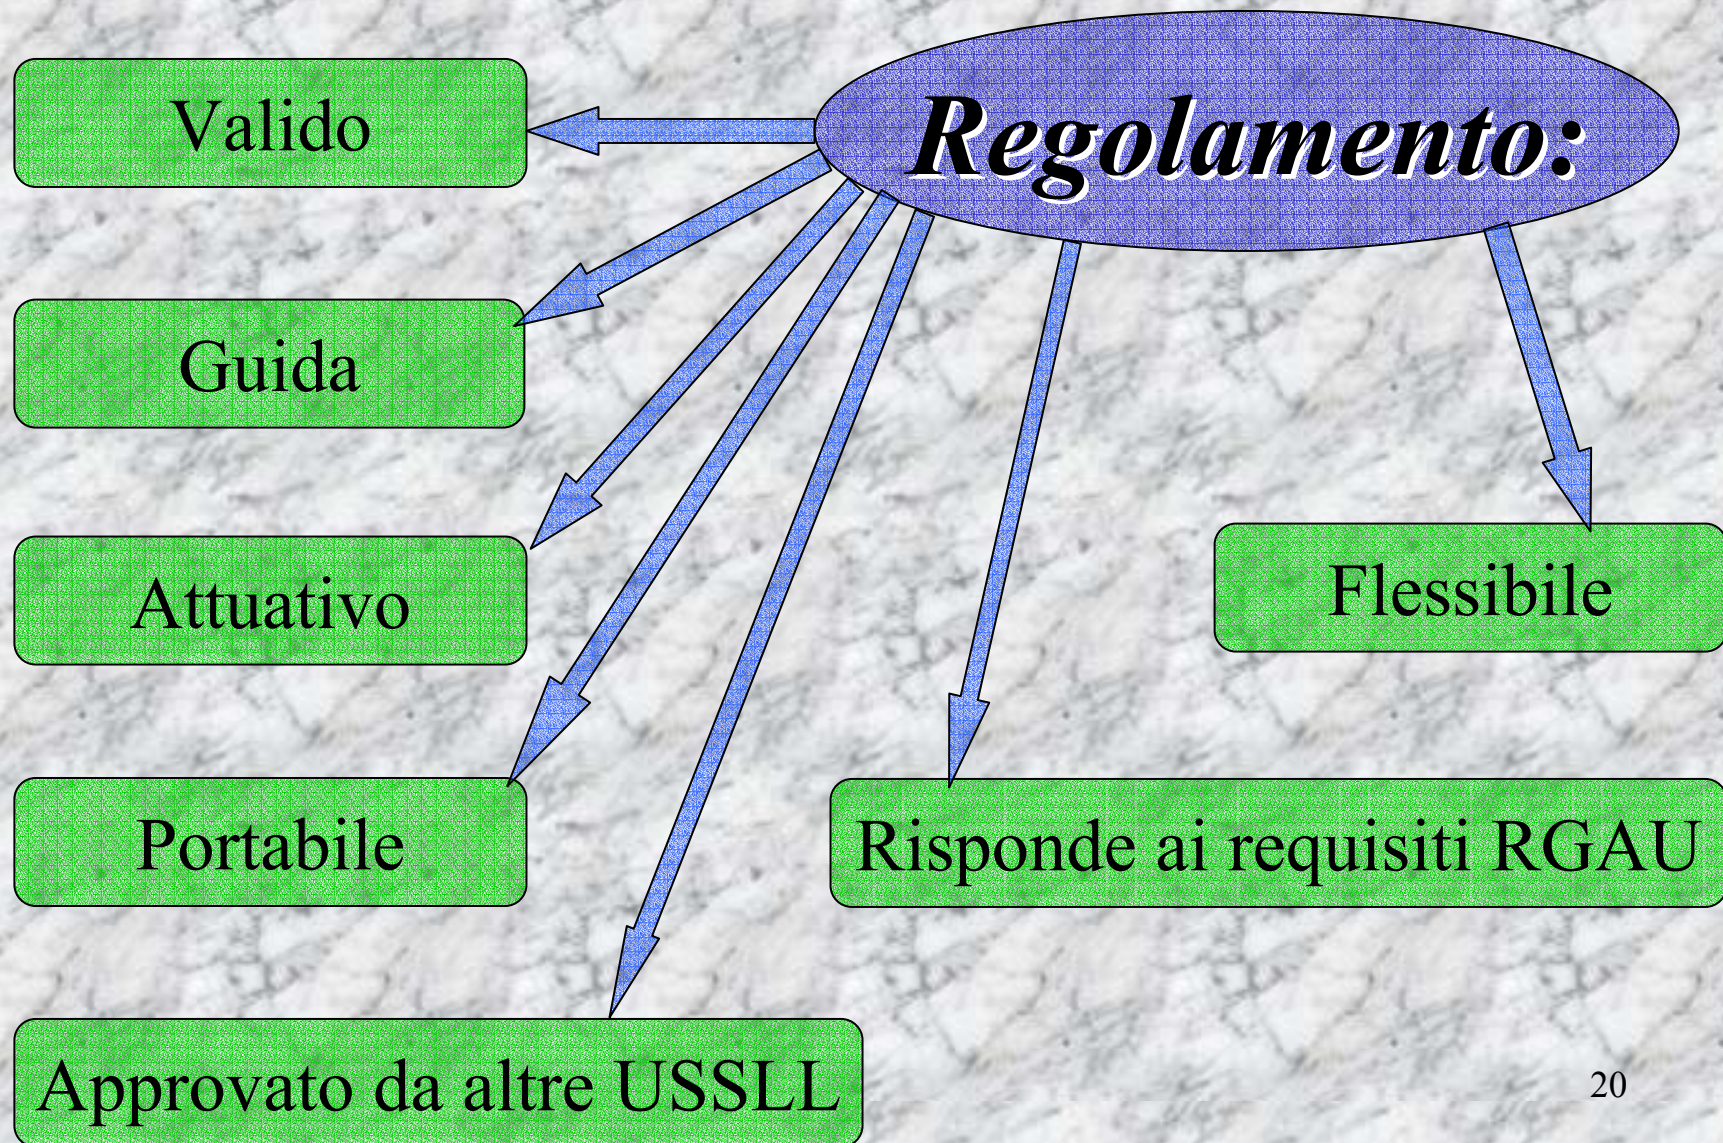 Regolamento:
Valido
Guida
Attuativo
Flessibile
Portabile
Risponde ai requisiti RGAU
Approvato da altre USSLL
20